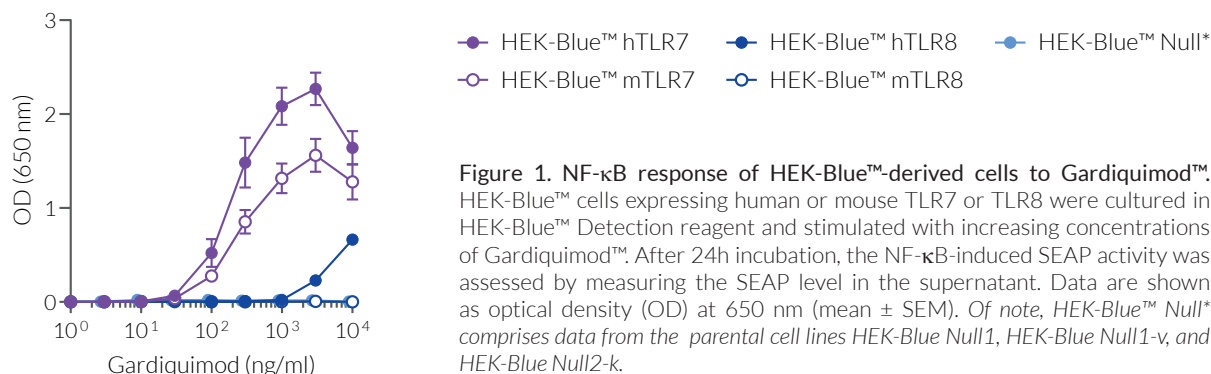 3
2
1
0
OD (650 nm)
10⁰ 10¹ 10² 10³ 10⁴
Gardiquimod (ng/ml)
HEK-Blue™ hTLR7 HEK-Blue™ hTLR8 HEK-Blue™ Null*
HEK-Blue™ mTLR7 HEK-Blue™ mTLR8
Figure 1. NF-κB response of HEK-Blue™-derived cells to Gardiquimod™.
HEK-Blue™ cells expressing human or mouse TLR7 or TLR8 were cultured in
HEK-Blue™ Detection reagent and stimulated with increasing concentrations
of Gardiquimod™. After 24h incubation, the NF-κB-induced SEAP activity was
assessed by measuring the SEAP level in the supernatant. Data are shown
as optical density (OD) at 650 nm (mean ± SEM). Of note, HEK-Blue™ Null*
comprises data from the parental cell lines HEK-Blue Null1, HEK-Blue Null1-v, and
HEK-Blue Null2-k.